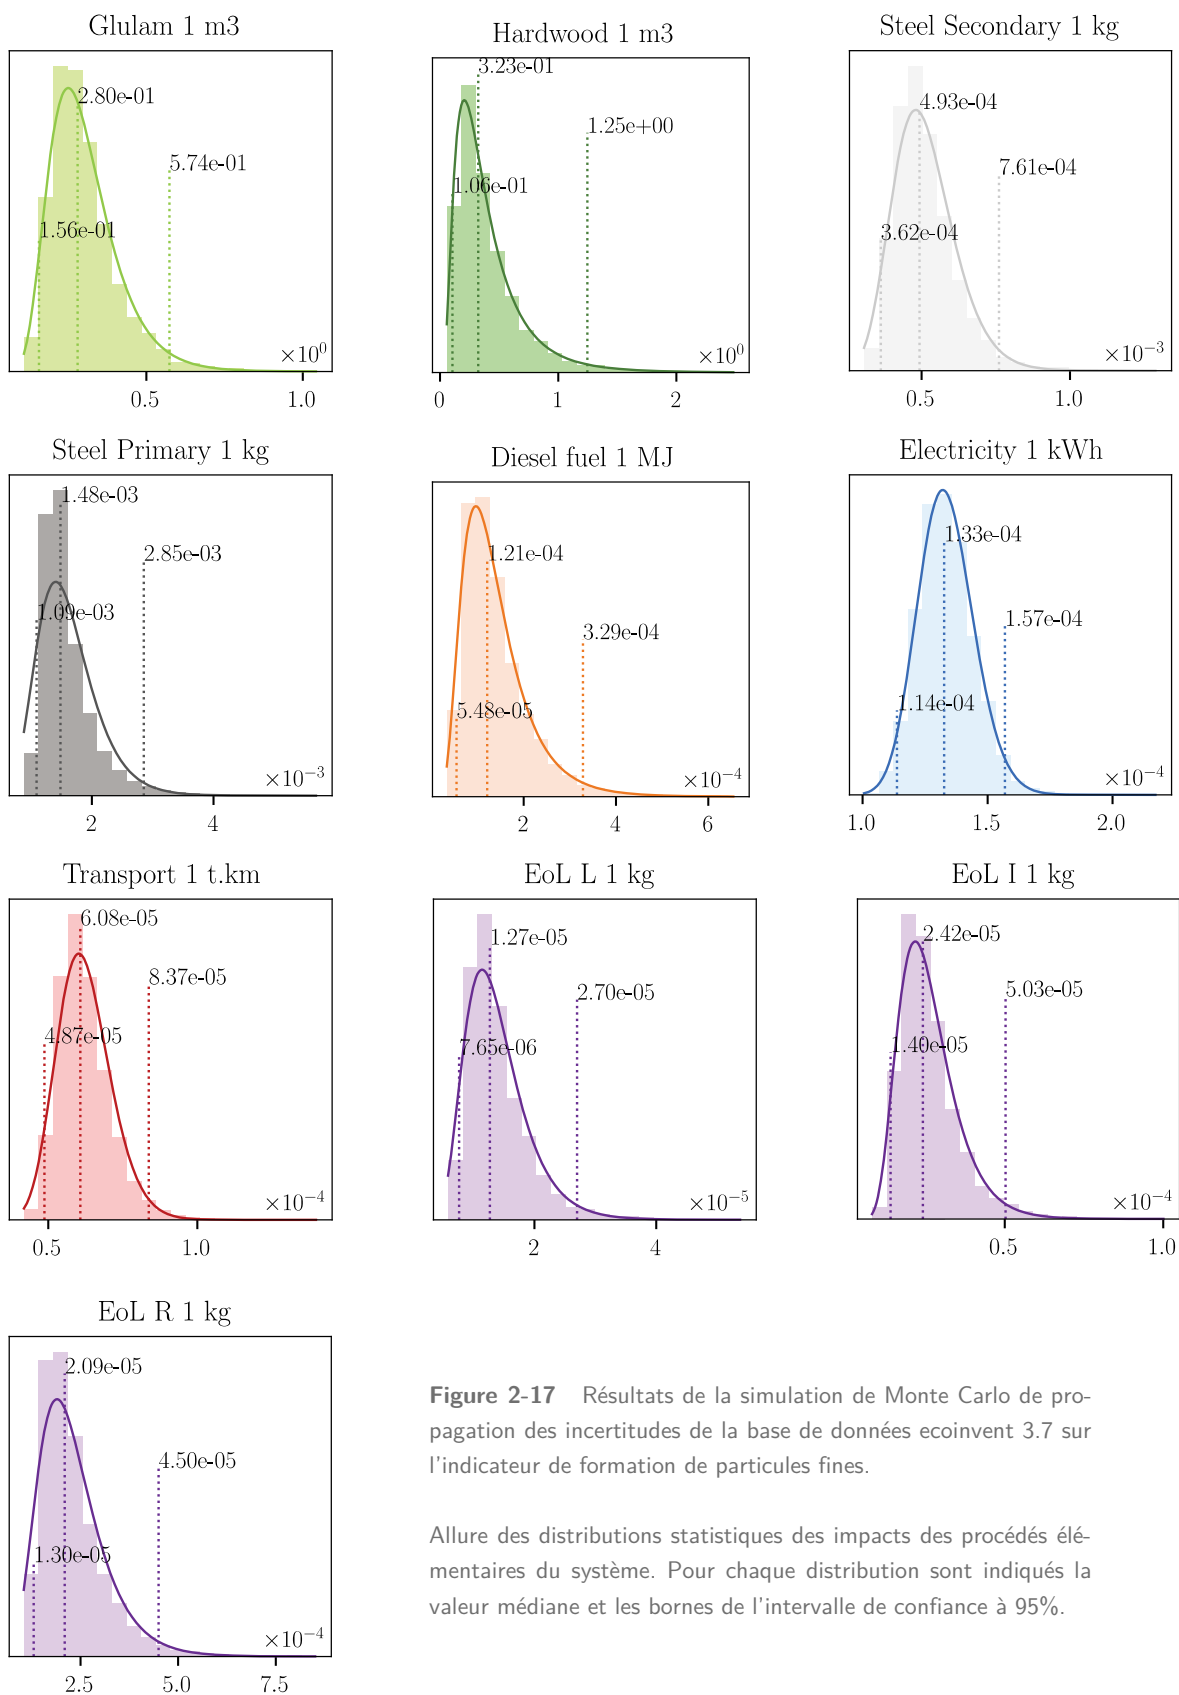 Glulam 1 m3
2.80e-01
5.74e-01
1.56e-01
×10⁰
0.5
1.0
Hardwood 1 m3
3.23e-01
1.25e+00
1.06e-01
×10⁰
0
1
2
Steel Secondary 1 kg
4.93e-04
7.61e-04
3.62e-04
×10⁻³
0.5
1.0
Steel Primary 1 kg
1.48e-03
2.85e-03
1.09e-03
×10⁻³
2
4
Diesel fuel 1 MJ
1.21e-04
3.29e-04
5.48e-05
×10⁻⁴
2
4
6
Electricity 1 kWh
1.33e-04
1.57e-04
1.14e-04
×10⁻⁴
1.0
1.5
2.0
Transport 1 t.km
6.08e-05
8.37e-05
4.87e-05
×10⁻⁴
0.5
1.0
EoL L 1 kg
1.27e-05
2.70e-05
7.65e-06
×10⁻⁵
2
4
EoL I 1 kg
2.42e-05
5.03e-05
1.40e-05
×10⁻⁴
0.5
1.0
EoL R 1 kg
2.09e-05
4.50e-05
1.30e-05
×10⁻⁴
2.5
5.0
7.5
Figure 2-17 Résultats de la simulation de Monte Carlo de pro-
pagation des incertitudes de la base de données ecoinvent 3.7 sur
l'indicateur de formation de particules fines.
Allure des distributions statistiques des impacts des procédés élé-
mentaires du système. Pour chaque distribution sont indiqués la
valeur médiane et les bornes de l'intervalle de confiance à 95%.